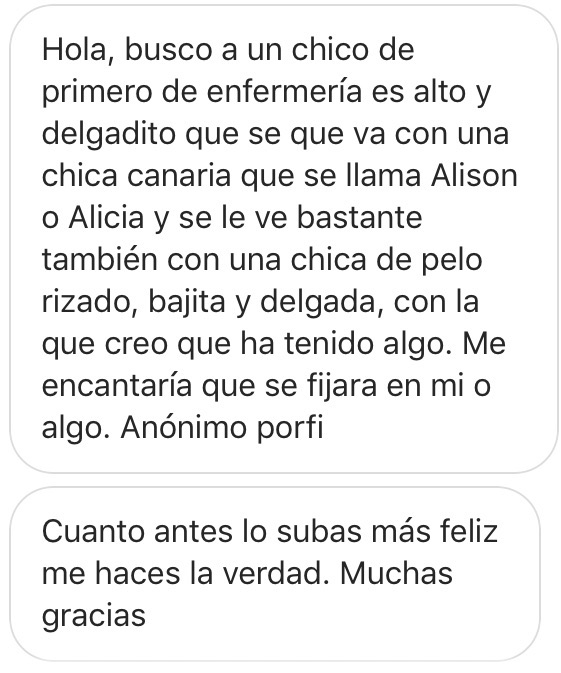 Hola, busco a un chico de
primero de enfermería es alto y
delgadito que se que va con una
chica canaria que se llama Alison
o Alicia y se le ve bastante
también con una chica de pelo
rizado, bajita y delgada, con la
que creo que ha tenido algo. Me
encantaría que se fijara en mi o
algo. Anónimo porfi
Cuanto antes lo subas más feliz
me haces la verdad. Muchas
gracias